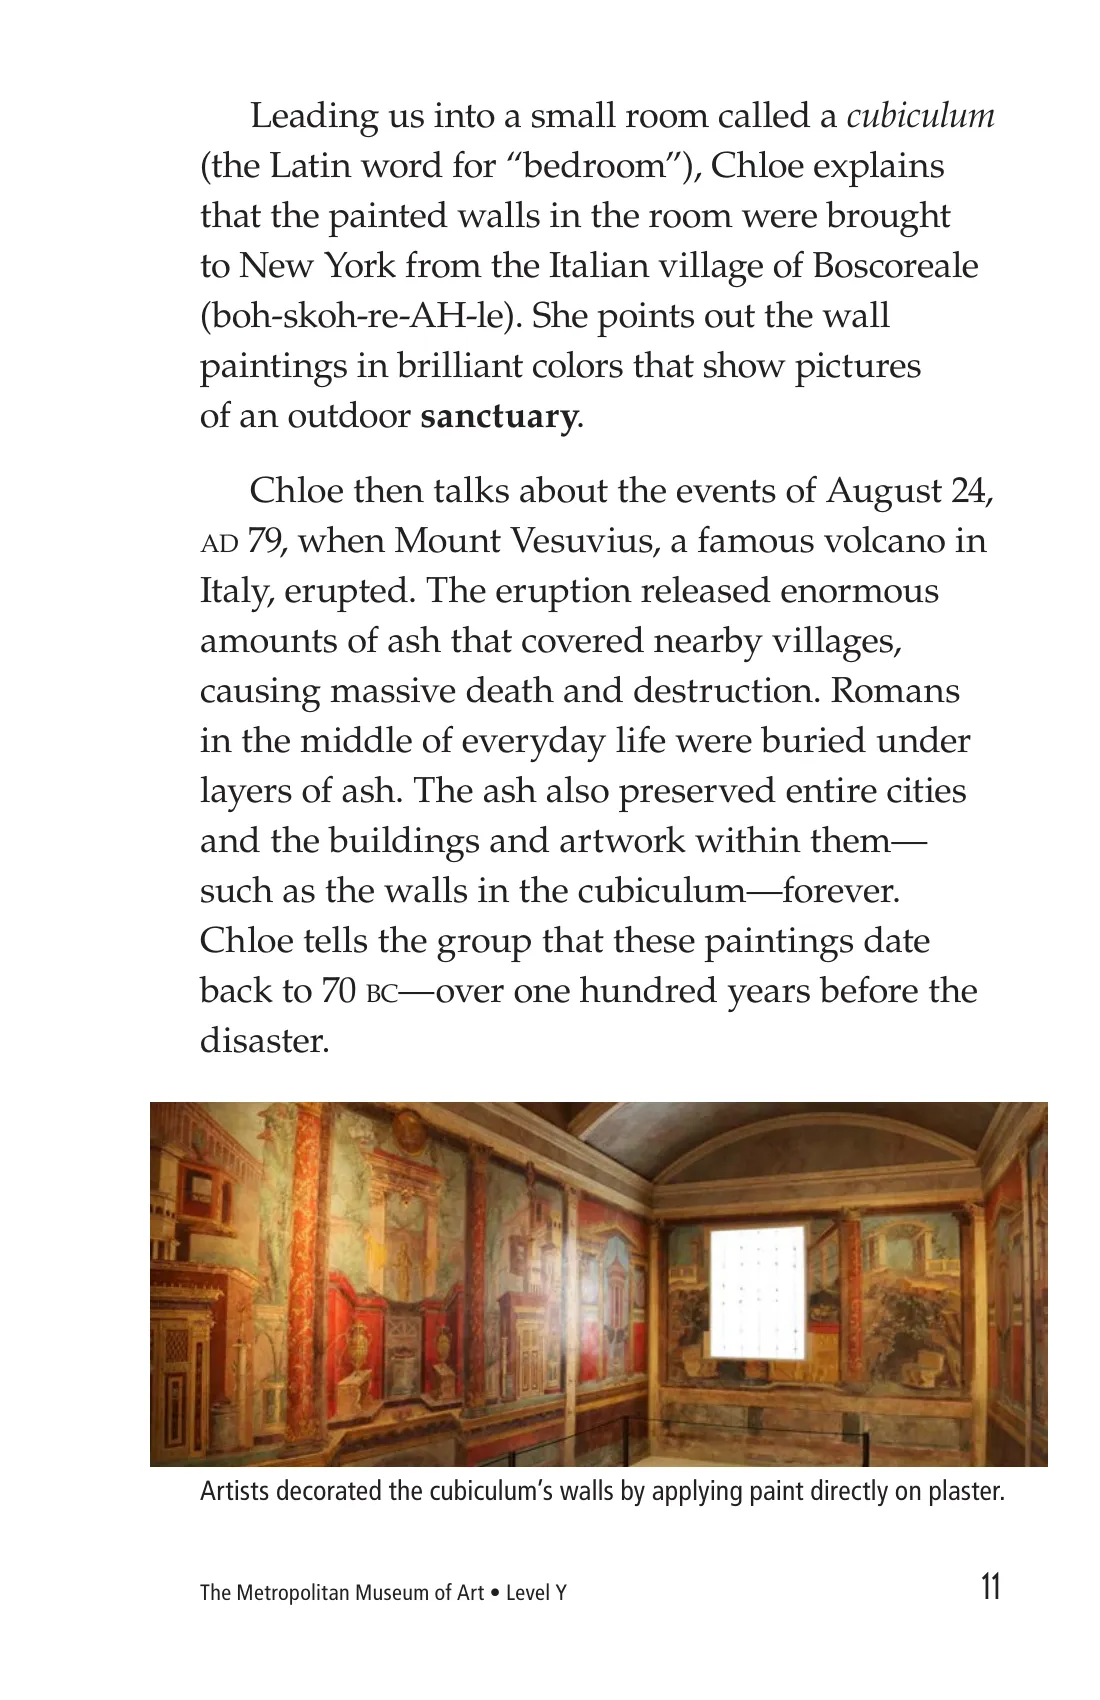 Leading us into a small room called a cubiculum
(the Latin word for “bedroom”), Chloe explains
that the painted walls in the room were brought
to New York from the Italian village of Boscoreale
(boh-skoh-re-AH-le). She points out the wall
paintings in brilliant colors that show pictures
of an outdoor sanctuary.
Chloe then talks about the events of August 24,
AD 79, when Mount Vesuvius, a famous volcano in
Italy, erupted. The eruption released enormous
amounts of ash that covered nearby villages,
causing massive death and destruction. Romans
in the middle of everyday life were buried under
layers of ash. The ash also preserved entire cities
and the buildings and artwork within them—
such as the walls in the cubiculum—forever.
Chloe tells the group that these paintings date
back to 70 BC—over one hundred years before the
disaster.
Artists decorated the cubiculum’s walls by applying paint directly on plaster.
The Metropolitan Museum of Art • Level Y
11